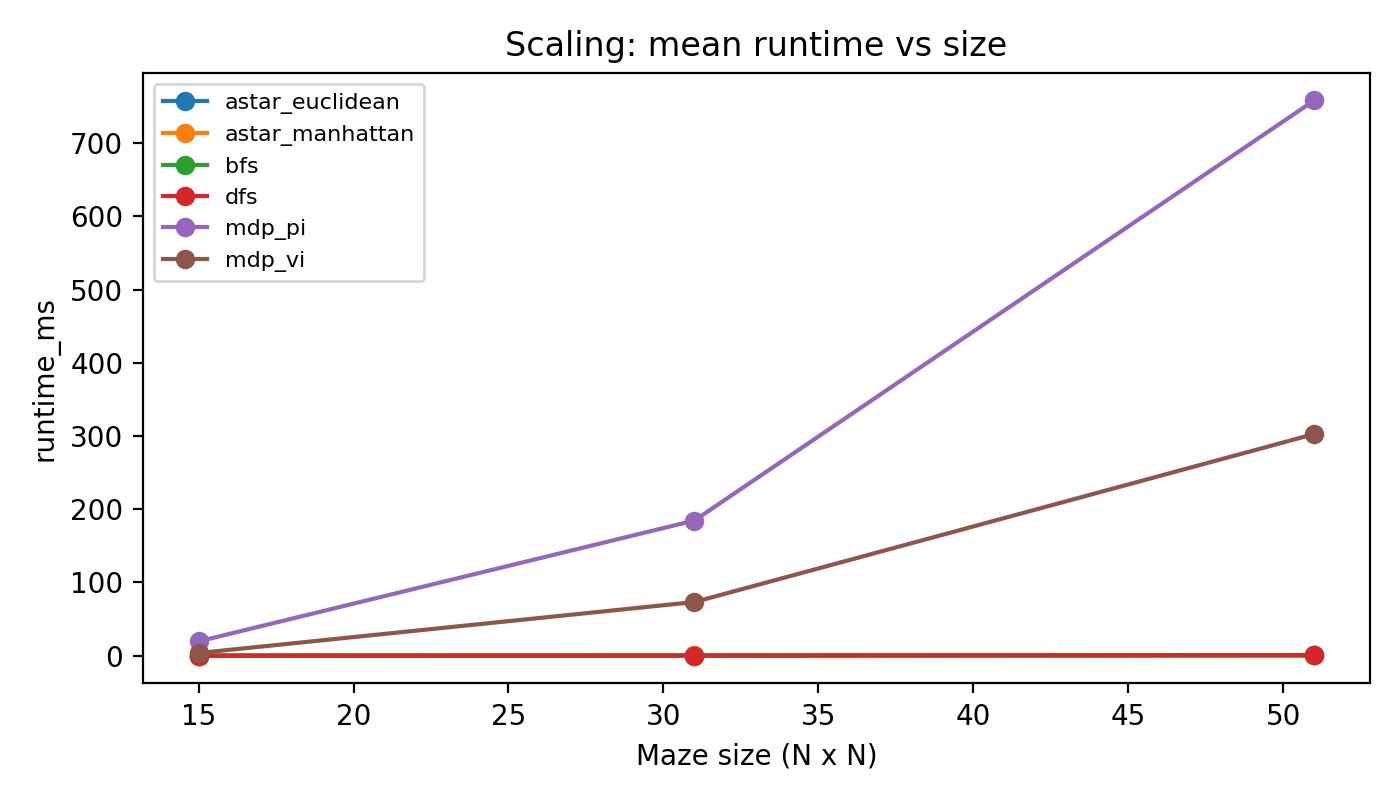 Scaling: mean runtime vs size
astar_euclidean
astar_manhattan
bfs
dfs
mdp_pi
mdp_vi
runtime_ms
700
600
500
400
300
200
100
0
15 20 25 30 35 40 45 50
Maze size (N x N)